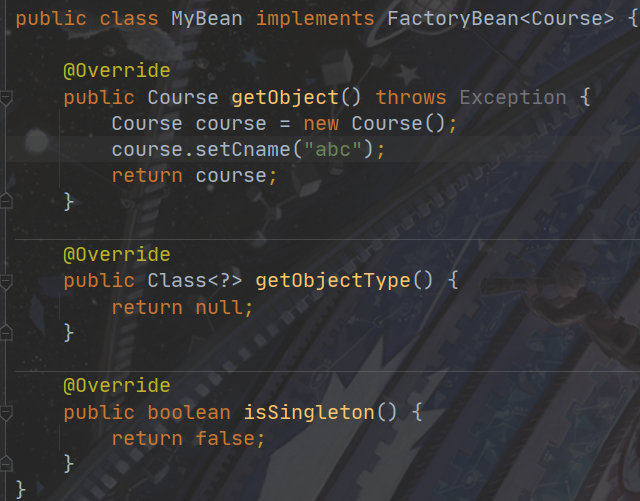 public class MyBean implements FactoryBean<Course> {
@Override
public Course getObject() throws Exception {
Course course = new Course();
course.setCname("abc");
return course;
}
@Override
public Class<?> getObjectType() {
return null;
}
@Override
public boolean isSingleton() {
return false;
}
}